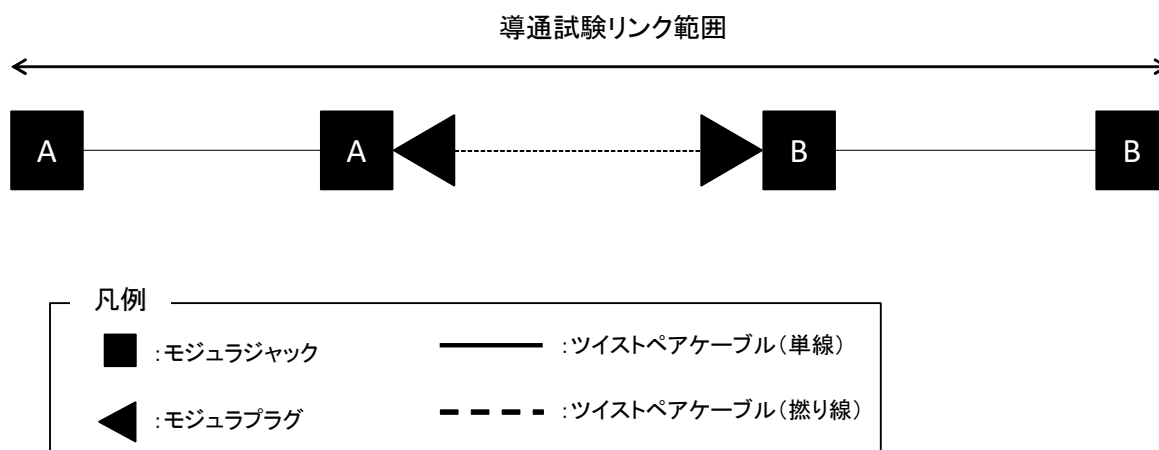 導通試験リンク範囲
A A B B
凡例
:モジュラジャック :ツイストペアケーブル(単線)
:モジュラプラグ :ツイストペアケーブル(撚り線)